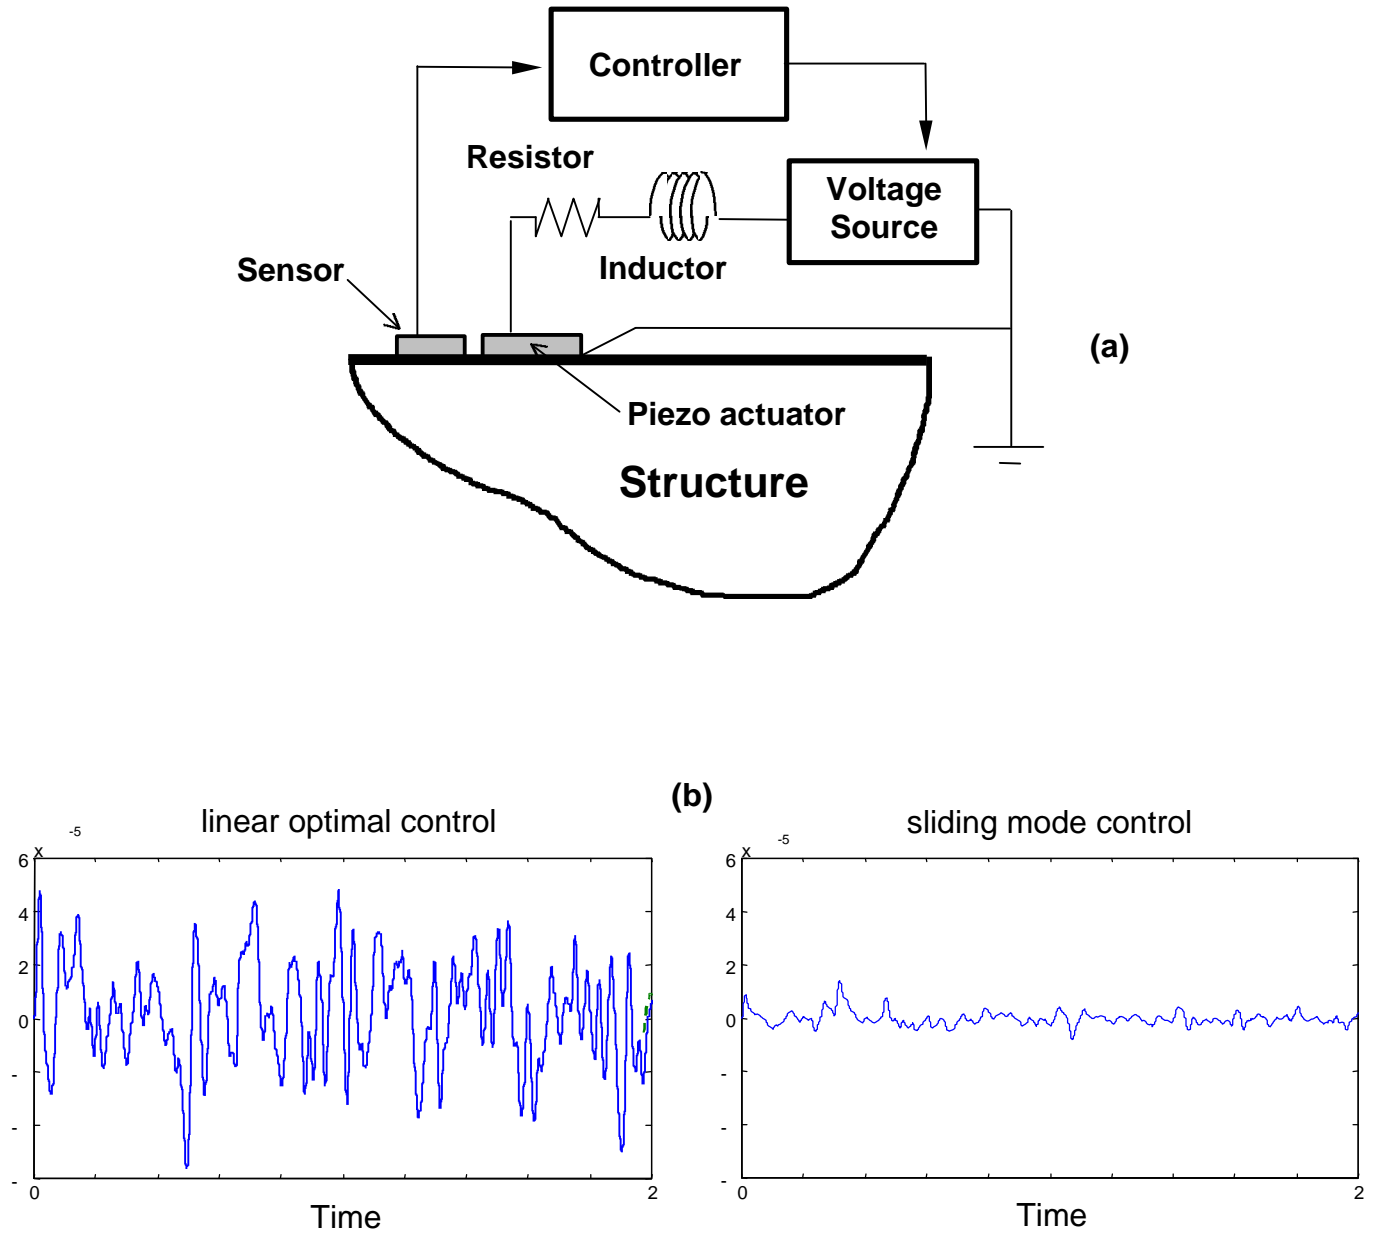 Controller
Resistor
Voltage
Source
Sensor
Inductor
(a)
Piezo actuator
Structure
(b)
linear optimal control
sliding mode control
-5
x
6
4
2
0
-
-
-
0
2
Time
-5
x
6
4
2
0
-
-
-
0
2
Time